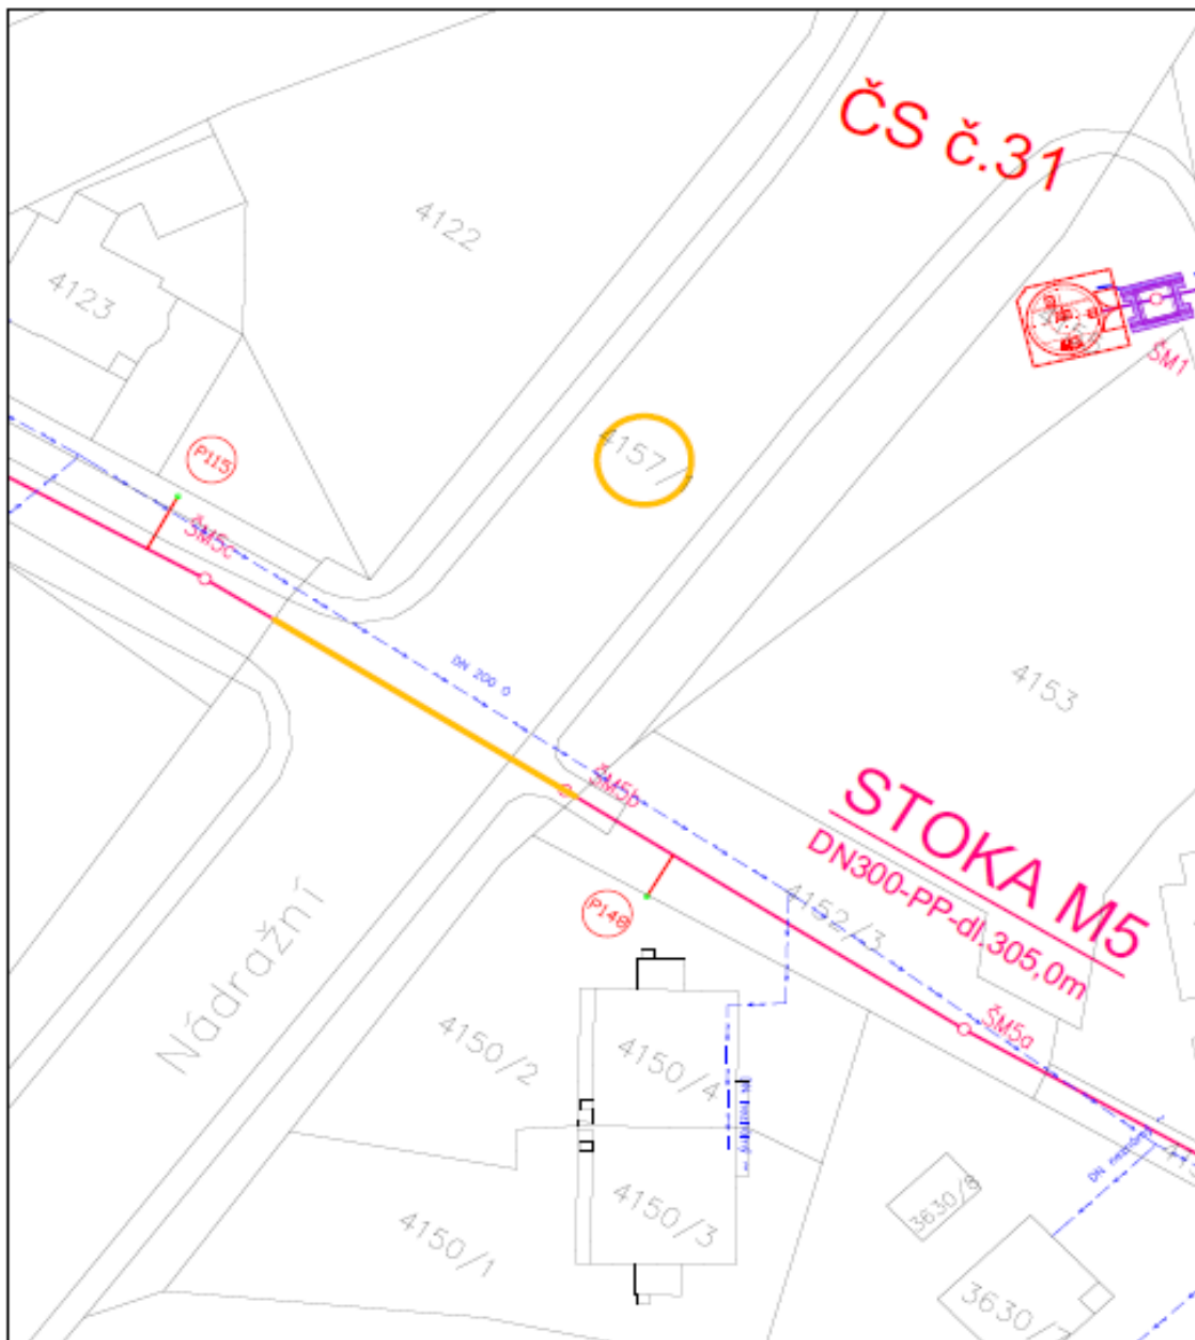 ČS č.31
4122
4123
ŠM1
4157/
P115
ŠM5c
DN 200 0
4153
ŠM5b
STOKA M5
DN300-PP-dl.305,0m
4152/3
P148
Nádražní
ŠM5a
4150/2
4150/4
4150/3
4150/1
3630/8
3630/7